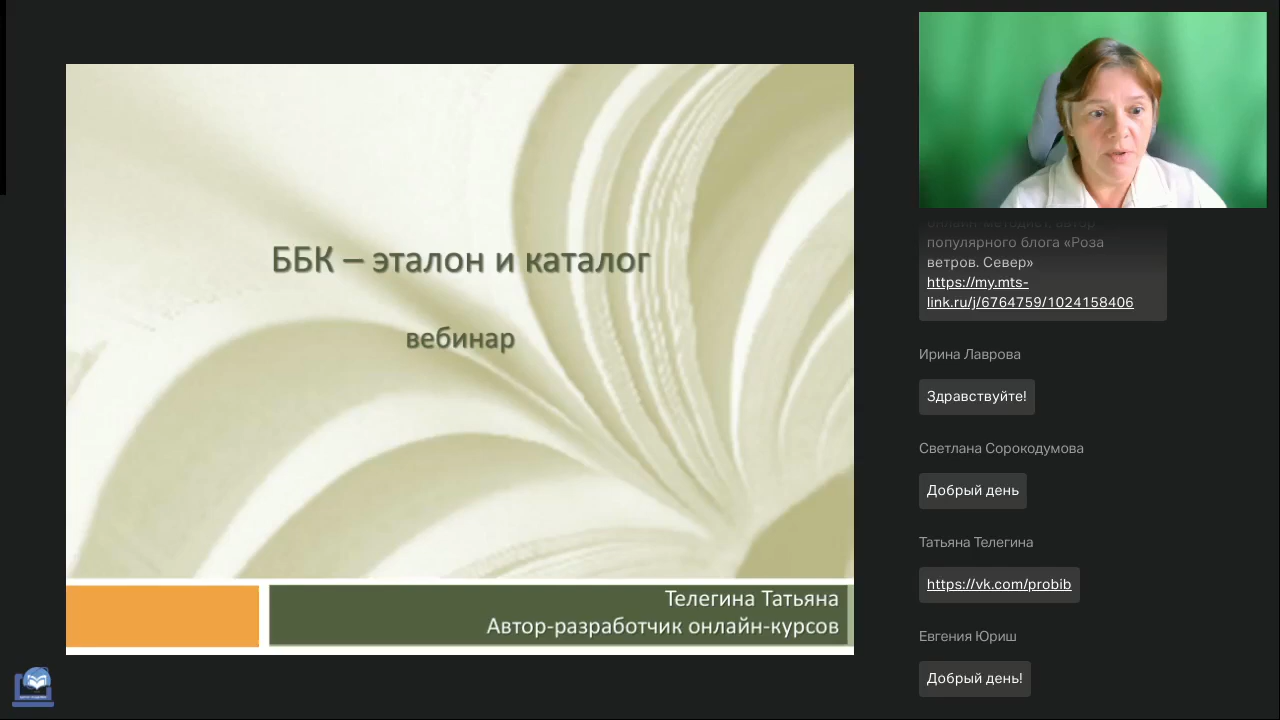 ББК – эталон и каталог
вебинар
Телегина Татьяна
Автор-разработчик онлайн-курсов
популярного блога «Роза
ветров. Север»
https://my.mts-
link.ru/j/6764759/1024158406
Ирина Лаврова
Здравствуйте!
Светлана Сорокодумова
Добрый день
Татьяна Телегина
https://vk.com/probib
Евгения Юриш
Добрый день!